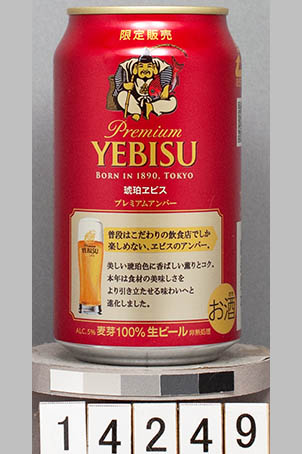 限定販売
Premium
YEBISU
BORN IN 1890, TOKYO
琥珀ヱビス
プレミアムアンバー
普段はこだわりの飲食店でしか
楽しめない、ヱビスのアンバー。
美しい琥珀色に香ばしい薫りとコク。
本年は食材の美味しさを
より引き立たせる味わいへと
進化しました。
YEBISU
お酒
ALC.5% 麦芽100% 生ビール 非熱処理
14249